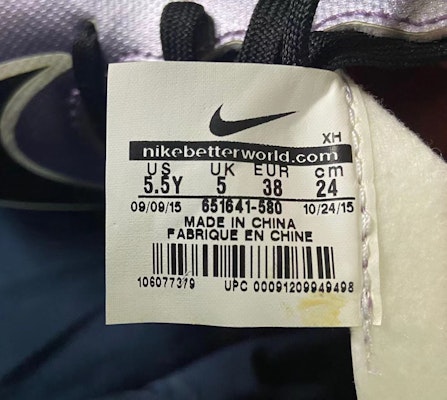 XH
nikebetterworld.com
US UK EUR cm
5.5Y 5 38 24
09/09/15 651641-580 10/24/15
MADE IN CHINA
FABRIQUE EN CHINE
106077379 UPC 00091209949498